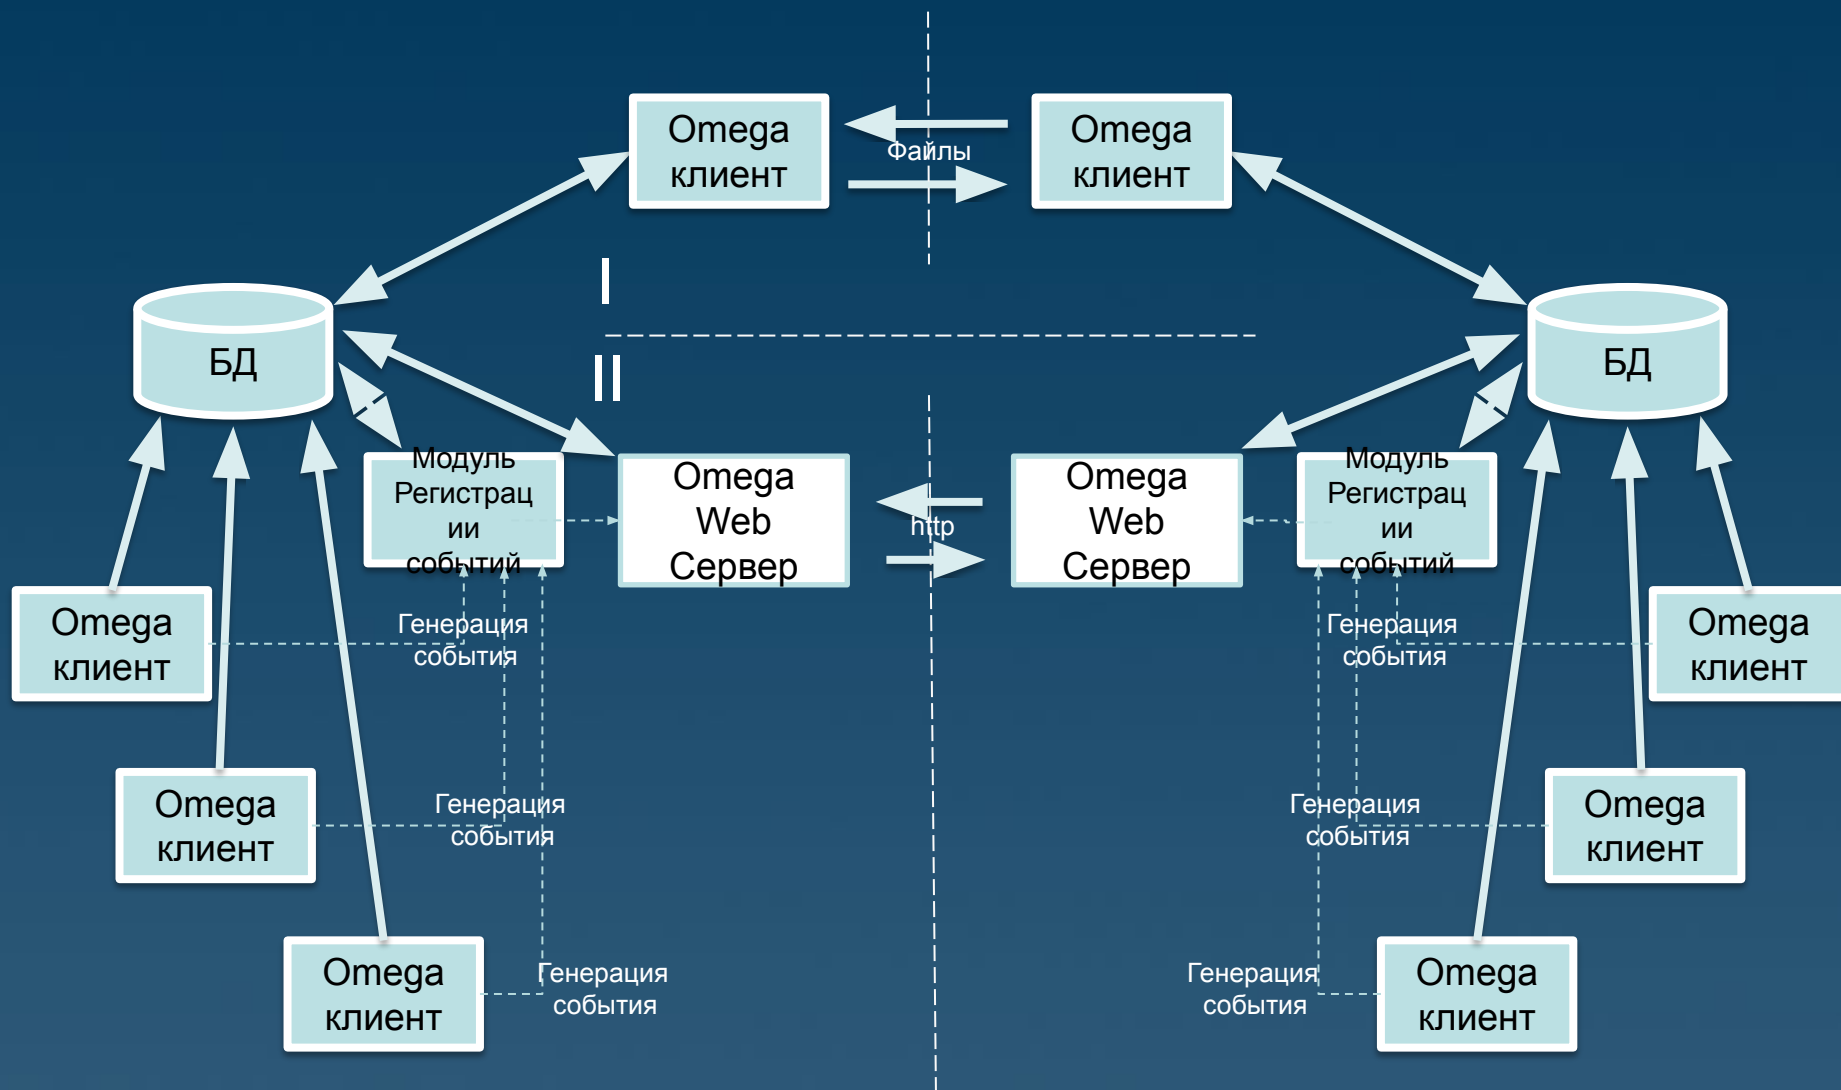 Omega
клиент
Файлы
Omega
клиент
I
II
БД
БД
Модуль
Регистрац
ии
событий
Omega
Web
Сервер
http
Omega
Web
Сервер
Модуль
Регистрац
ии
событий
Omega
клиент
Генерация
события
Генерация
события
Omega
клиент
Omega
клиент
Генерация
события
Генерация
события
Omega
клиент
Omega
клиент
Генерация
события
Генерация
события
Omega
клиент